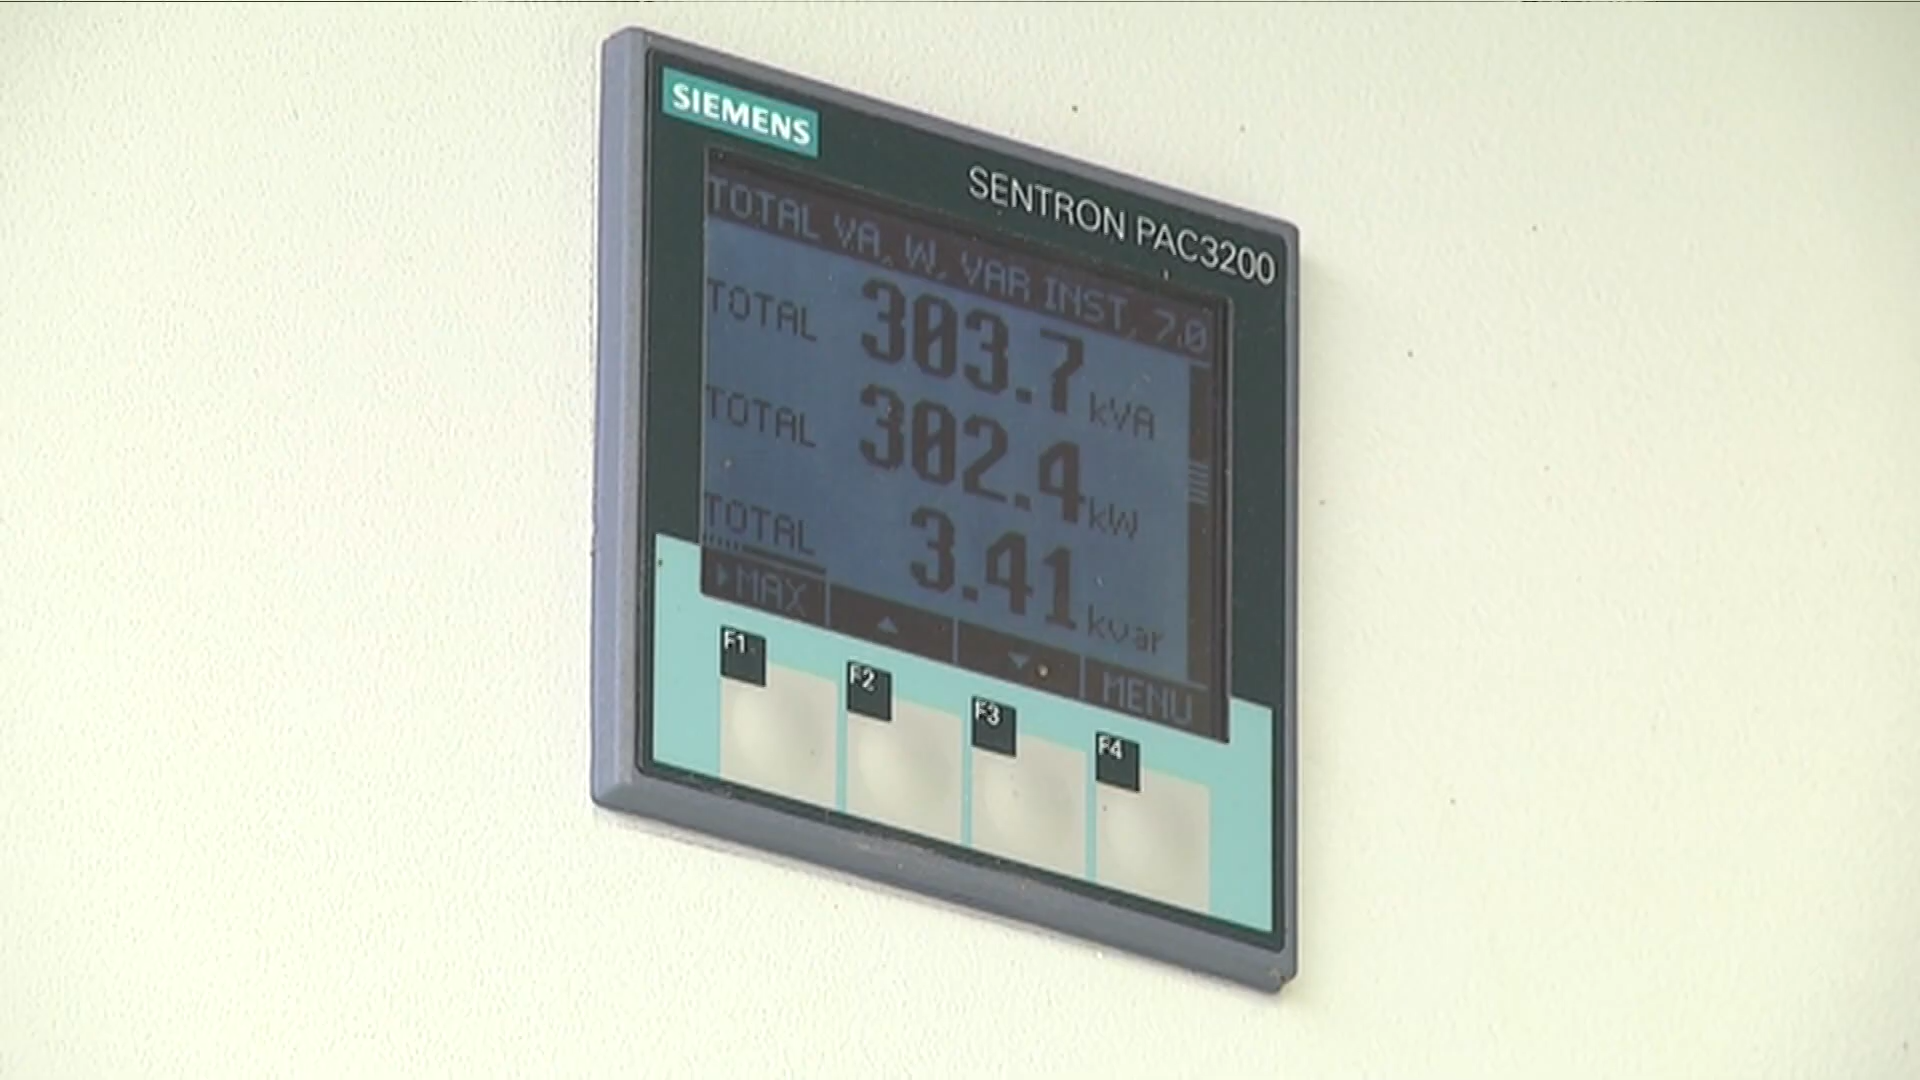 SIEMENS
SENTRON PAC3200
TOTAL VA, W, VAR INST, 7.0
TOTAL 303.7 kVA
TOTAL 302.4 kW
TOTAL 3.41 kvar
MAX MENU
F1 F2 F3 F4